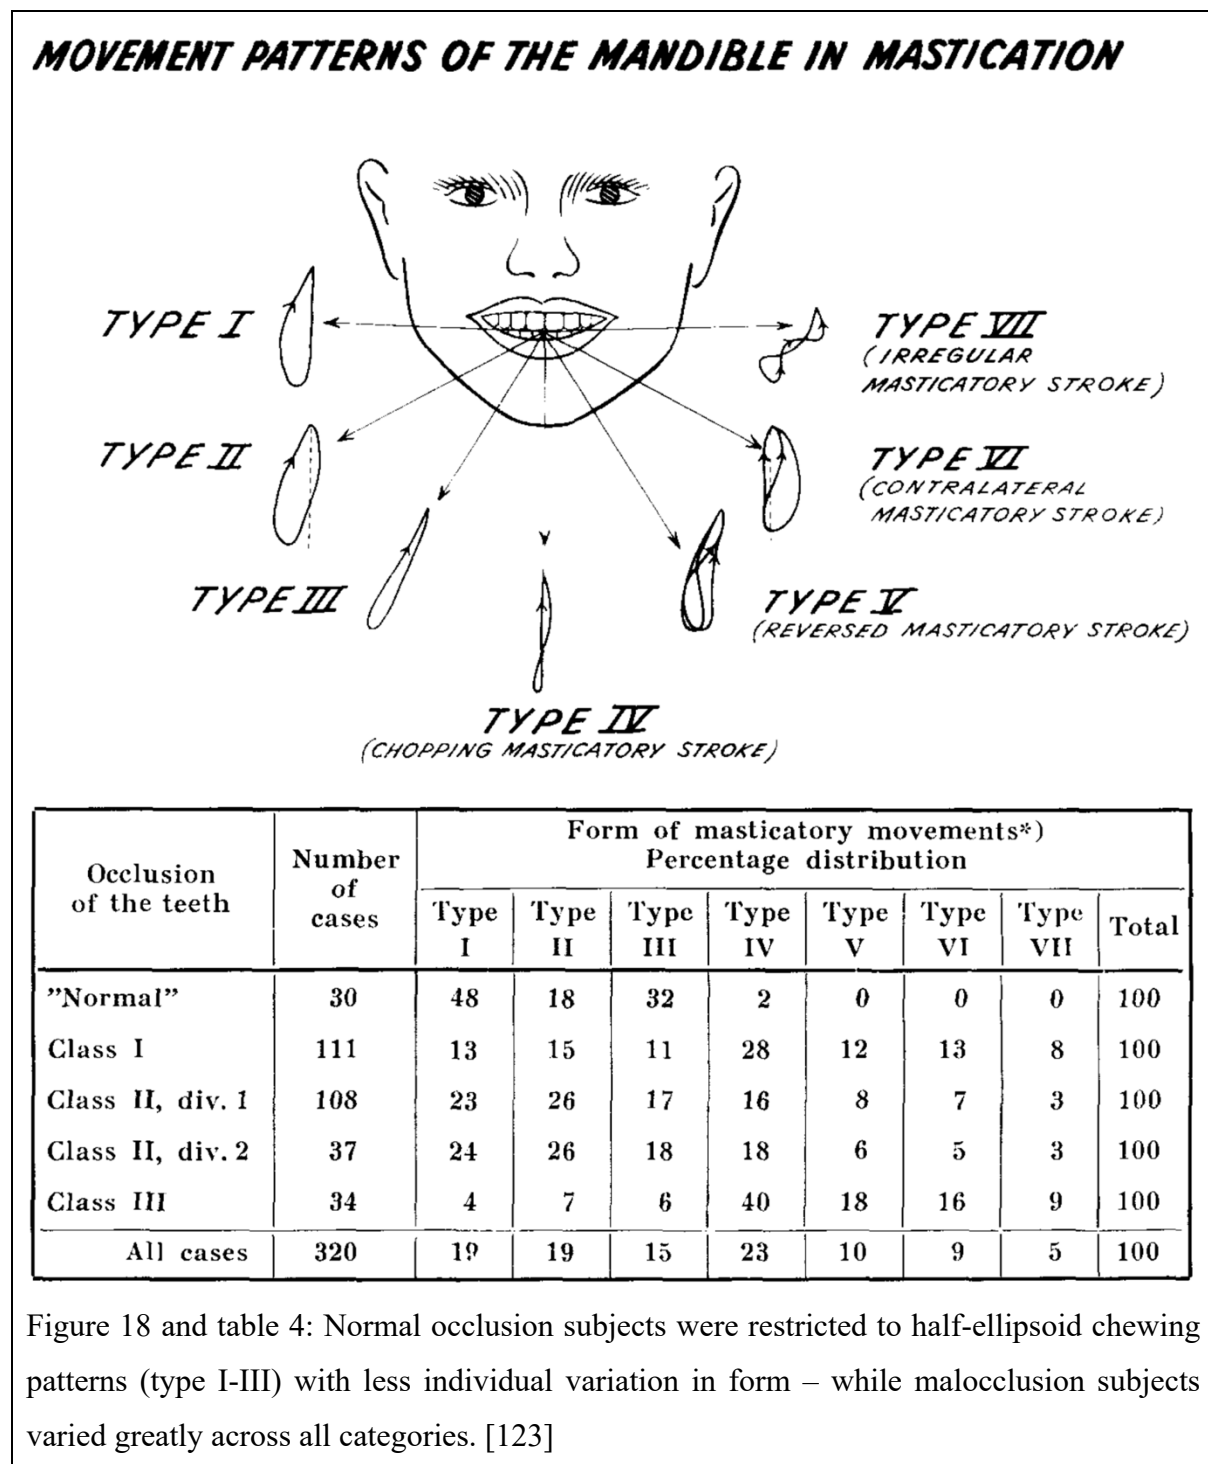 MOVEMENT PATTERNS OF THE MANDIBLE IN MASTICATION
TYPE I
TYPE II
TYPE III
TYPE IV
(CHOPPING MASTICATORY STROKE)
TYPE V
(REVERSED MASTICATORY STROKE)
TYPE VI
(CONTRALATERAL
MASTICATORY STROKE)
TYPE VII
(IRREGULAR
MASTICATORY STROKE)
Occlusion of the teeth | Number of cases | Form of masticatory movements*) Percentage distribution
Type I | Type II | Type III | Type IV | Type V | Type VI | Type VII | Total
"Normal" 30 48 18 32 2 0 0 0 100
Class I 111 13 15 11 28 12 13 8 100
Class II, div. 1 108 23 26 17 16 8 7 3 100
Class II, div. 2 37 24 26 18 18 6 5 3 100
Class III 34 4 7 6 40 18 16 9 100
All cases 320 19 19 15 23 10 9 5 100
Figure 18 and table 4: Normal occlusion subjects were restricted to half-ellipsoid chewing
patterns (type I-III) with less individual variation in form – while malocclusion subjects
varied greatly across all categories. [123]